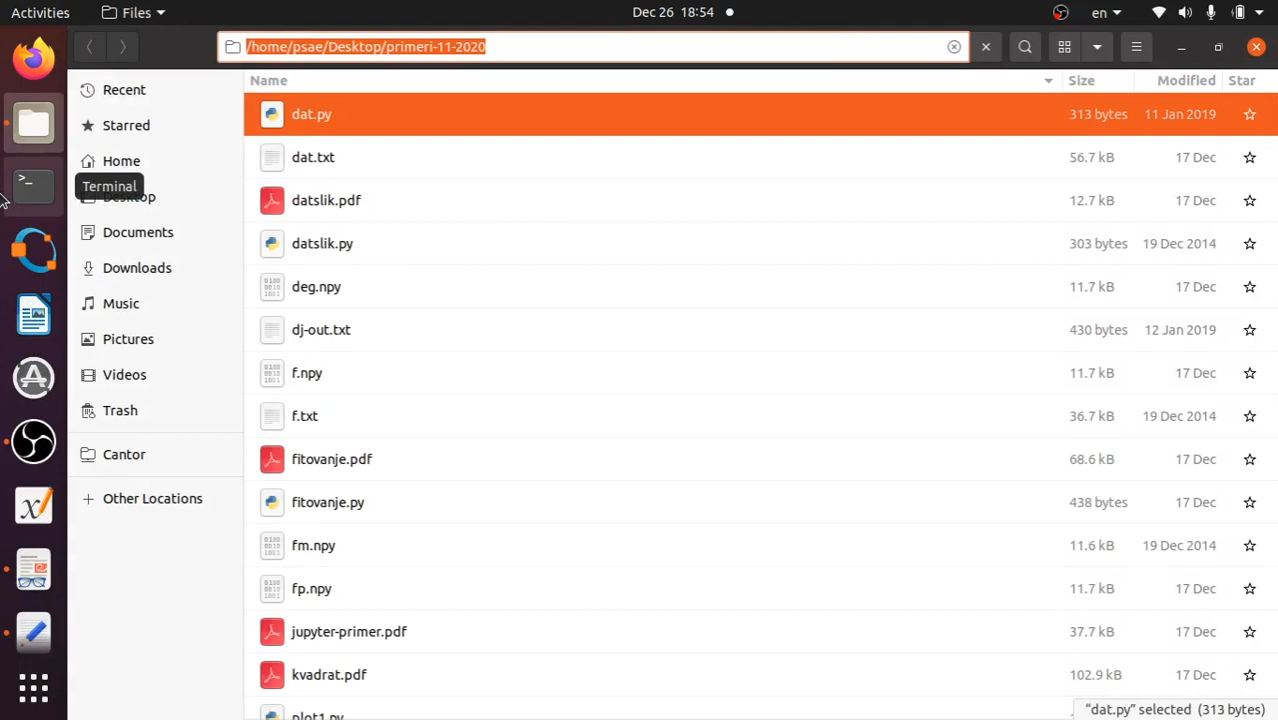 Activities Files Dec 26 18:54 en
/home/psae/Desktop/primeri-11-2020
Name Size Modified Star
Recent
Starred
Home
Terminal
Desktop
Documents
Downloads
Music
Pictures
Videos
Trash
Cantor
+ Other Locations
dat.py 313 bytes 11 Jan 2019
dat.txt 56.7 kB 17 Dec
datslik.pdf 12.7 kB 17 Dec
datslik.py 303 bytes 19 Dec 2014
deg.npy 11.7 kB 17 Dec
dj-out.txt 430 bytes 12 Jan 2019
f.npy 11.7 kB 17 Dec
f.txt 36.7 kB 19 Dec 2014
fitovanje.pdf 68.6 kB 17 Dec
fitovanje.py 438 bytes 17 Dec
fm.npy 11.6 kB 19 Dec 2014
fp.npy 11.7 kB 17 Dec
jupyter-primer.pdf 37.7 kB 17 Dec
kvadrat.pdf 102.9 kB 17 Dec
plot1.py
“dat.py” selected (313 bytes)